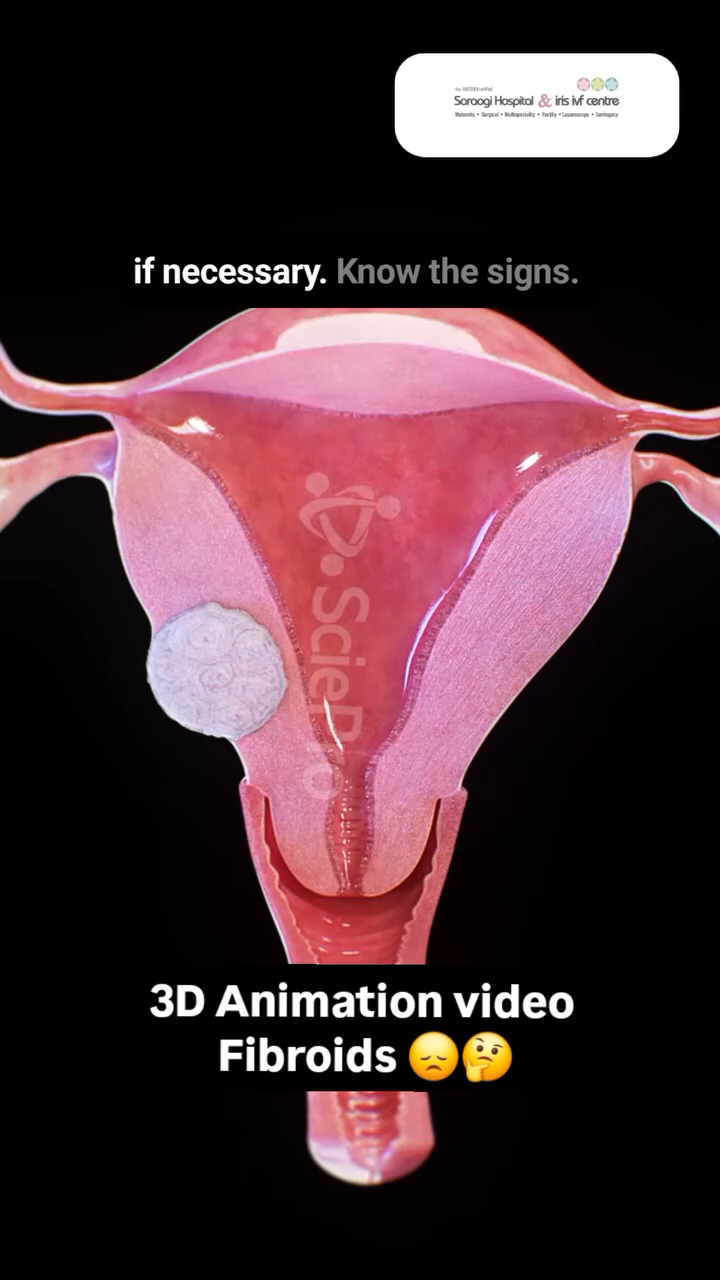 Saraogi Hospital & iris ivf centre
Maternity • Surgical • Multispeciality • Fertility • Laparoscopy • Surrogacy
if necessary. Know the signs.
SciePro
3D Animation video
Fibroids 😞🤔